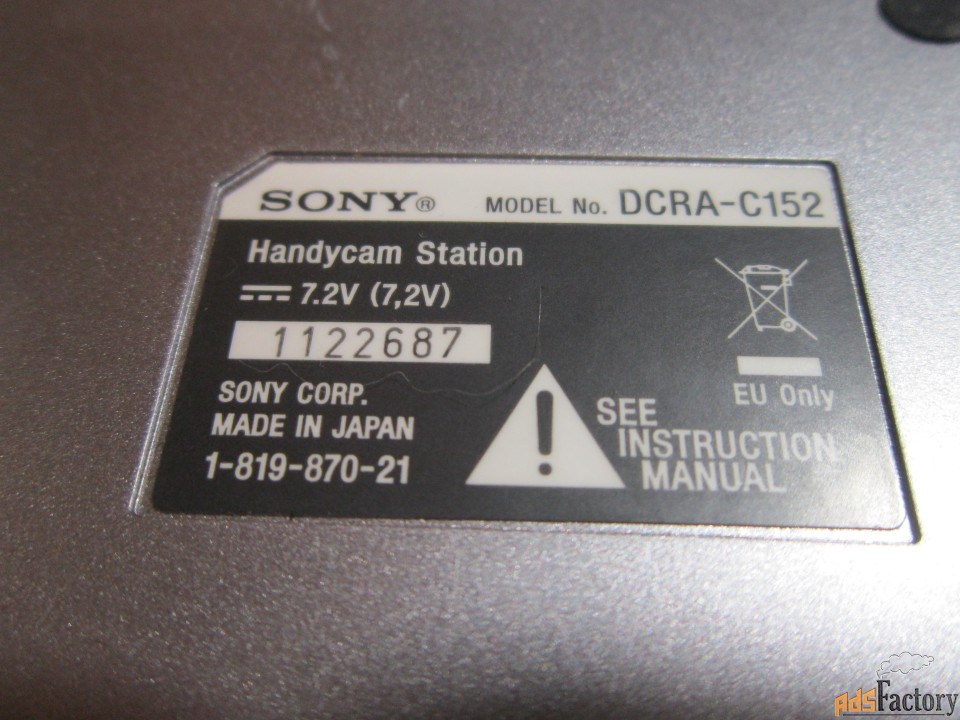 SONY® MODEL No. DCRA-C152
Handycam Station
7.2V (7,2V)
1122687
SONY CORP.
MADE IN JAPAN
1-819-870-21
EU Only
SEE
INSTRUCTION
MANUAL
AdsFactory